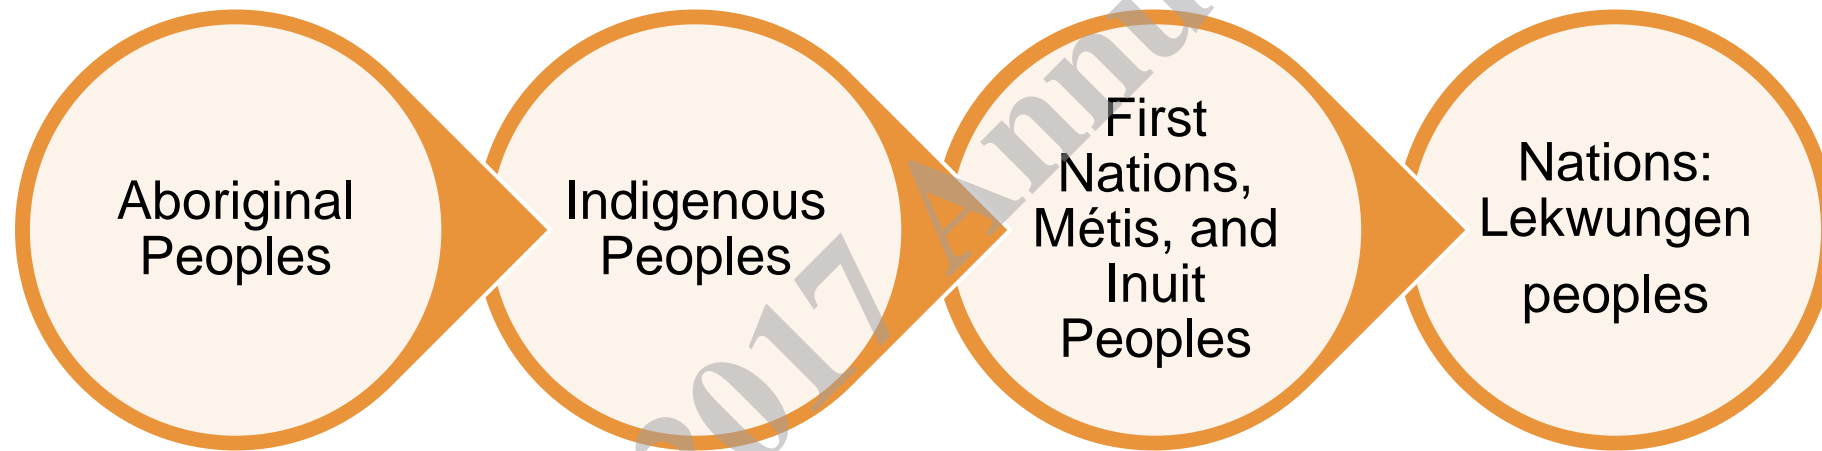 Aboriginal
Peoples
Indigenous
Peoples
First
Nations,
Métis, and
Inuit
Peoples
Nations:
Lekwungen
peoples
2017